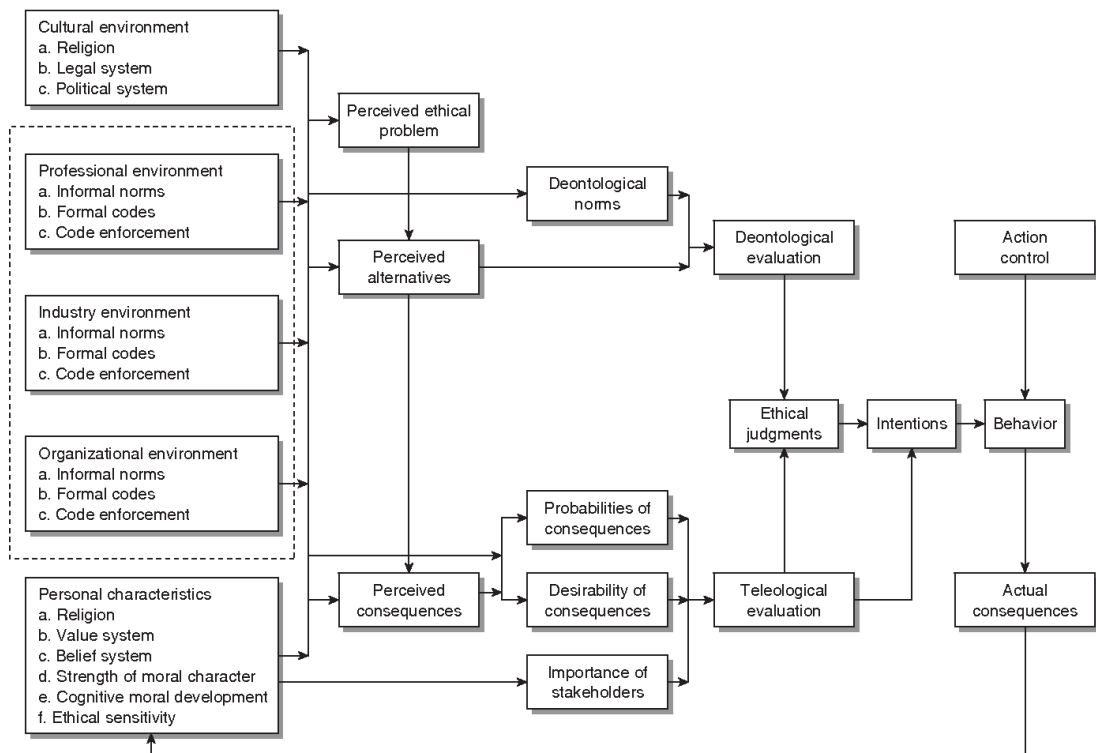 Cultural environment
a. Religion
b. Legal system
c. Political system
Perceived ethical
problem
Professional environment
a. Informal norms
b. Formal codes
c. Code enforcement
Deontological
norms
Perceived
alternatives
Deontological
evaluation
Action
control
Industry environment
a. Informal norms
b. Formal codes
c. Code enforcement
Ethical
judgments
Intentions
Behavior
Organizational environment
a. Informal norms
b. Formal codes
c. Code enforcement
Probabilities of
consequences
Perceived
consequences
Desirability of
consequences
Teleological
evaluation
Actual
consequences
Personal characteristics
a. Religion
b. Value system
c. Belief system
d. Strength of moral character
e. Cognitive moral development
f. Ethical sensitivity
Importance of
stakeholders